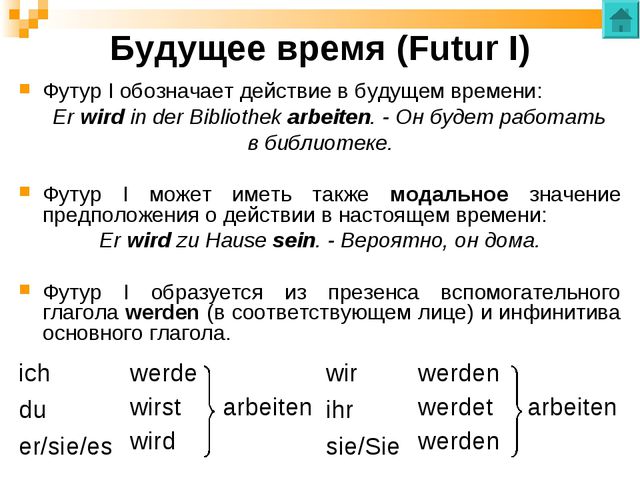 Будущее время (Futur I)
Футур I обозначает действие в будущем времени:
Er wird in der Bibliothek arbeiten. - Он будет работать
в библиотеке.
Футур I может иметь также модальное значение
предположения о действии в настоящем времени:
Er wird zu Hause sein. - Вероятно, он дома.
Футур I образуется из презенса вспомогательного
глагола werden (в соответствующем лице) и инфинитива
основного глагола.
ich werde wir werden
du wirst arbeiten ihr werdet arbeiten
er/sie/es wird sie/Sie werden